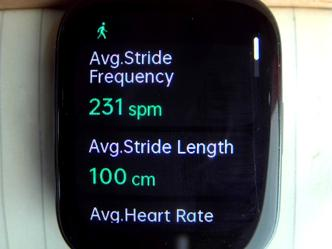 Avg.Stride
Frequency
231 spm
Avg.Stride Length
100 cm
Avg.Heart Rate